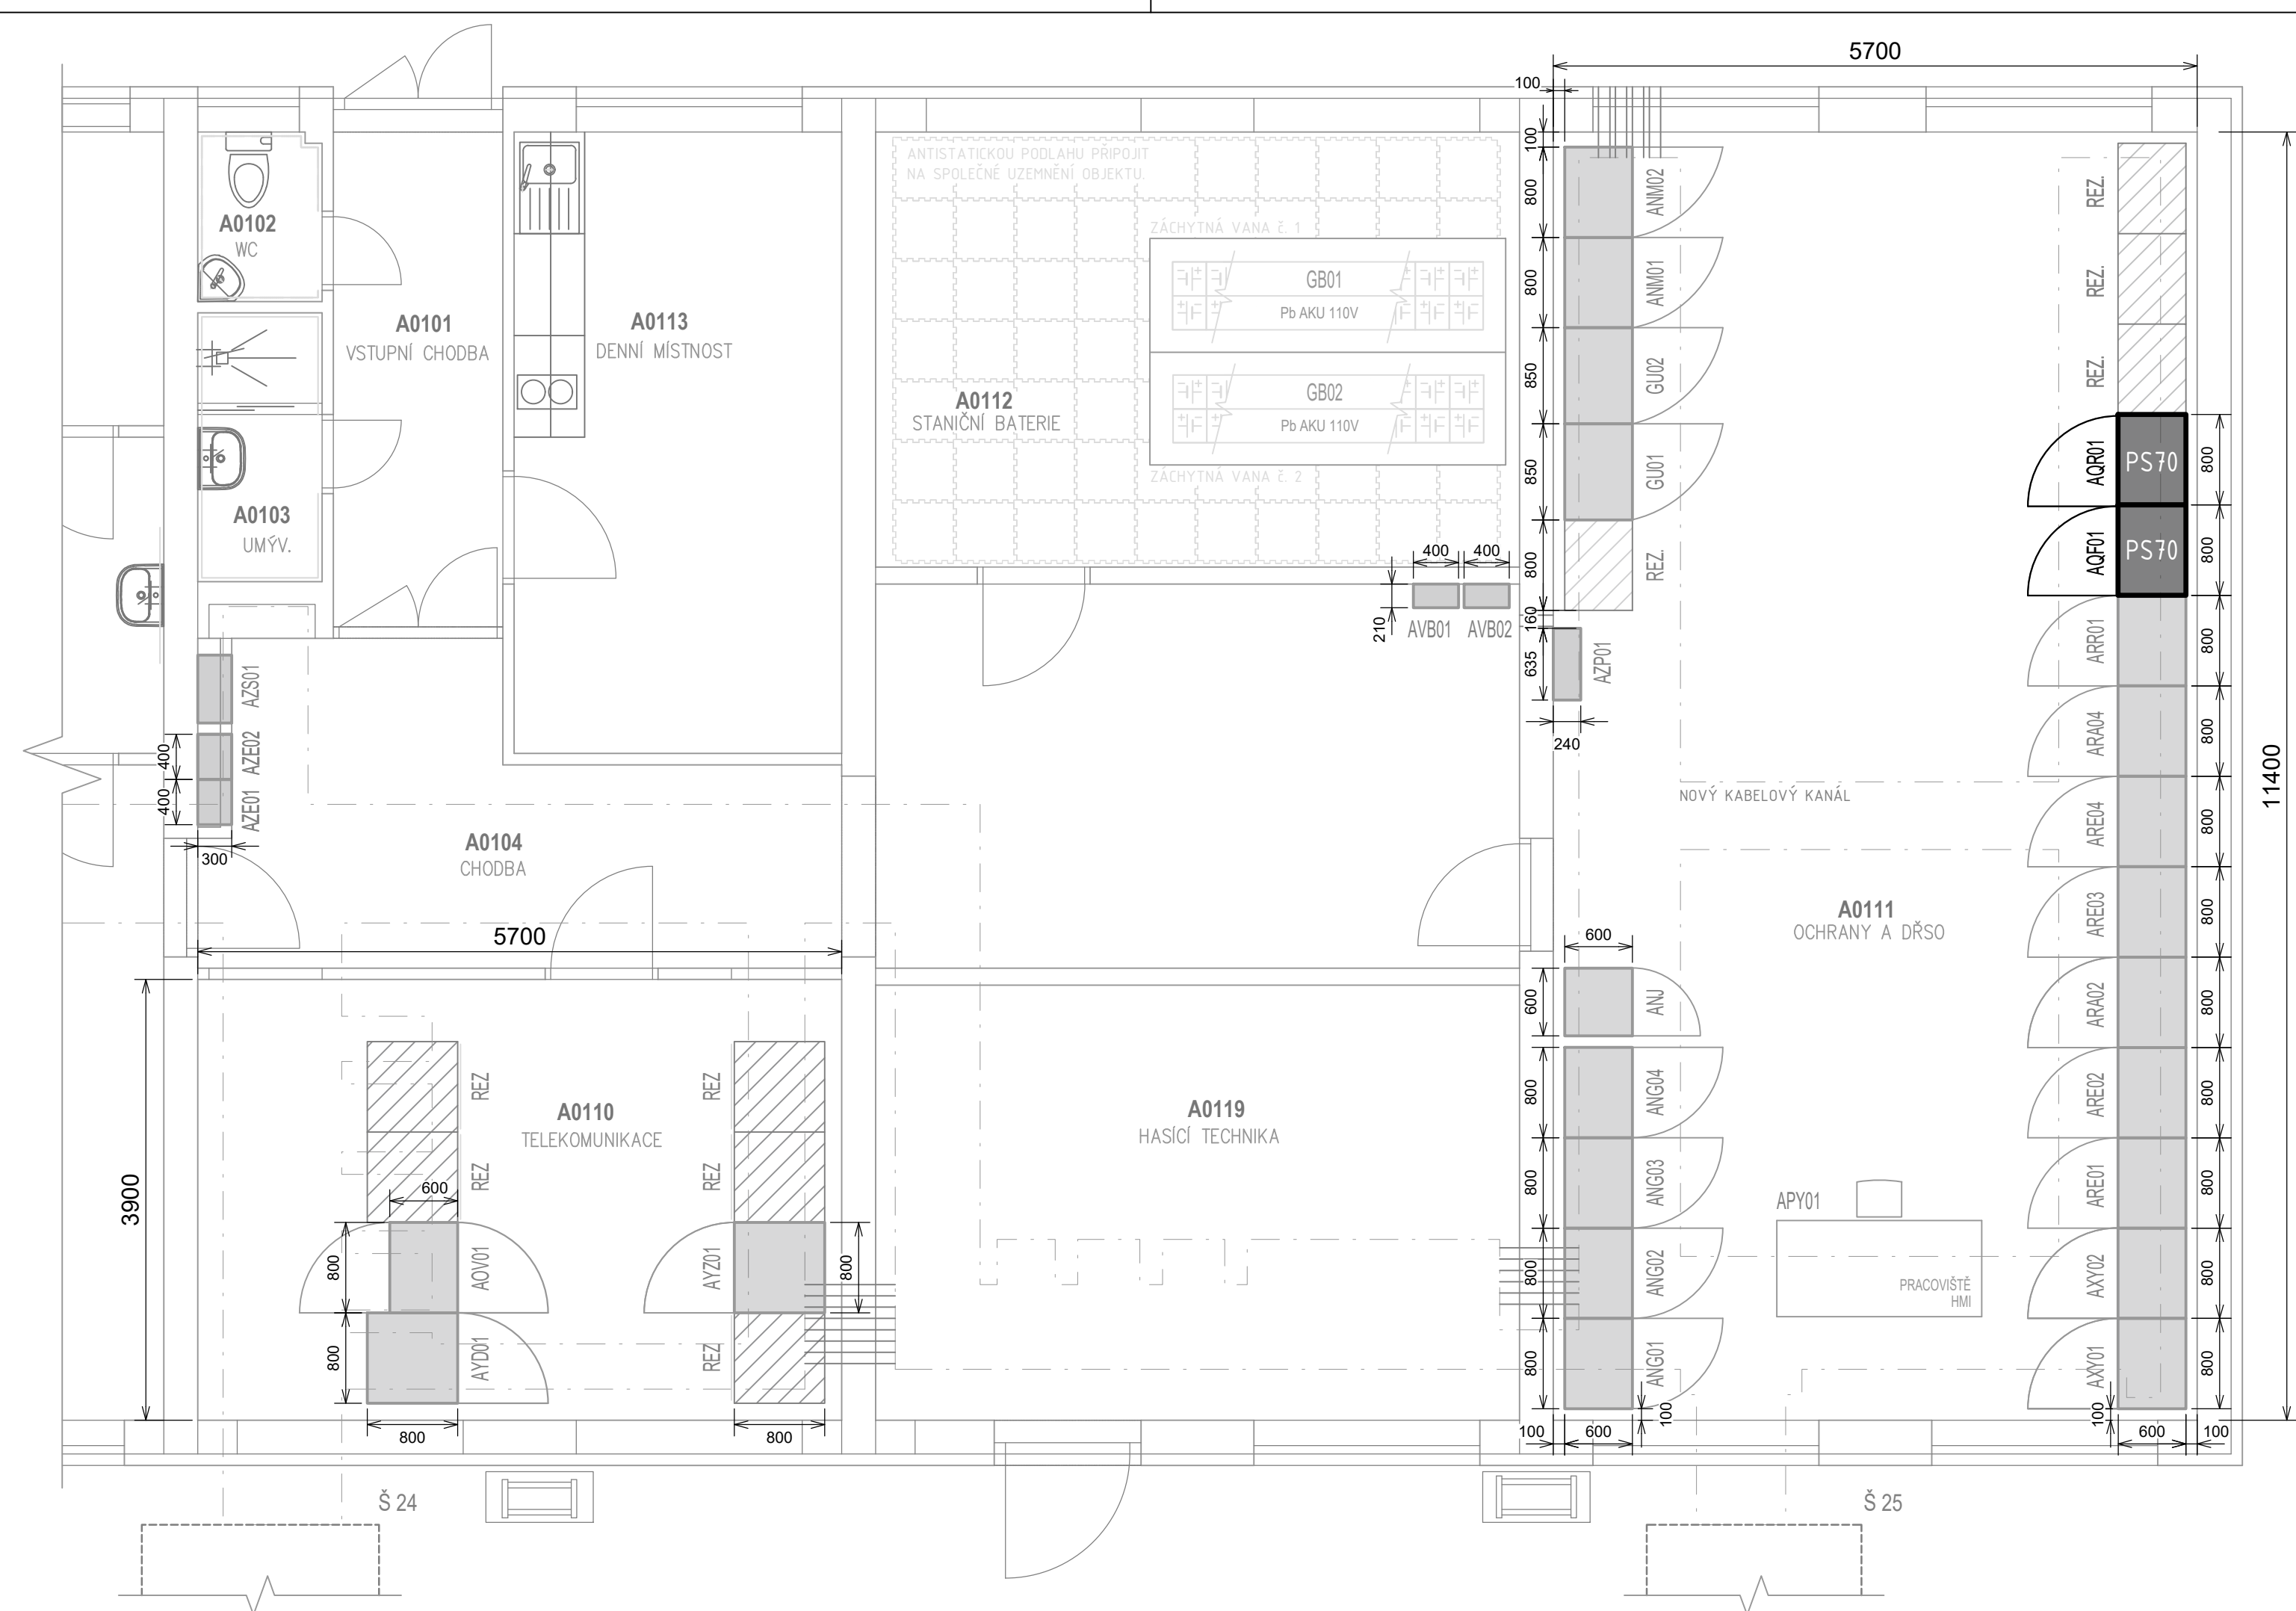 5700
100
100
ANTISTATICKOU PODLAHU PŘIPOJIT
NA SPOLEČNÉ UZEMNĚNÍ OBJEKTU.
ZÁCHYTNÁ VANA č. 1
GB01
Pb AKU 110V
GB02
Pb AKU 110V
ZÁCHYTNÁ VANA č. 2
A0112
STANIČNÍ BATERIE
A0102
WC
A0101
VSTUPNÍ CHODBA
A0113
DENNÍ MÍSTNOST
A0103
UMÝV.
800
ANM02
800
ANM01
850
GU02
850
GU01
800
REZ.
160
635
AZP01
240
400
400
210
AVB01
AVB02
REZ.
REZ.
REZ.
AQR01
PS70
800
AQF01
PS70
800
ARR01
800
ARA04
800
ARE04
800
ARE03
800
ARA02
800
ARE02
800
ARE01
800
AXY02
800
AXY01
800
11400
NOVÝ KABELOVÝ KANÁL
A0111
OCHRANY A DŘSO
AZS01
400
AZE02
400
AZE01
300
A0104
CHODBA
5700
3900
600
600
ANJ
800
ANG04
800
ANG03
800
ANG02
800
ANG01
100
100
600
APY01
PRACOVIŠTĚ
HMI
100
600
100
REZ
REZ
A0110
TELEKOMUNIKACE
REZ
REZ
600
800
AOV01
800
AYD01
800
AYZ01
800
REZ
800
A0119
HASÍCÍ TECHNIKA
Š 24
Š 25